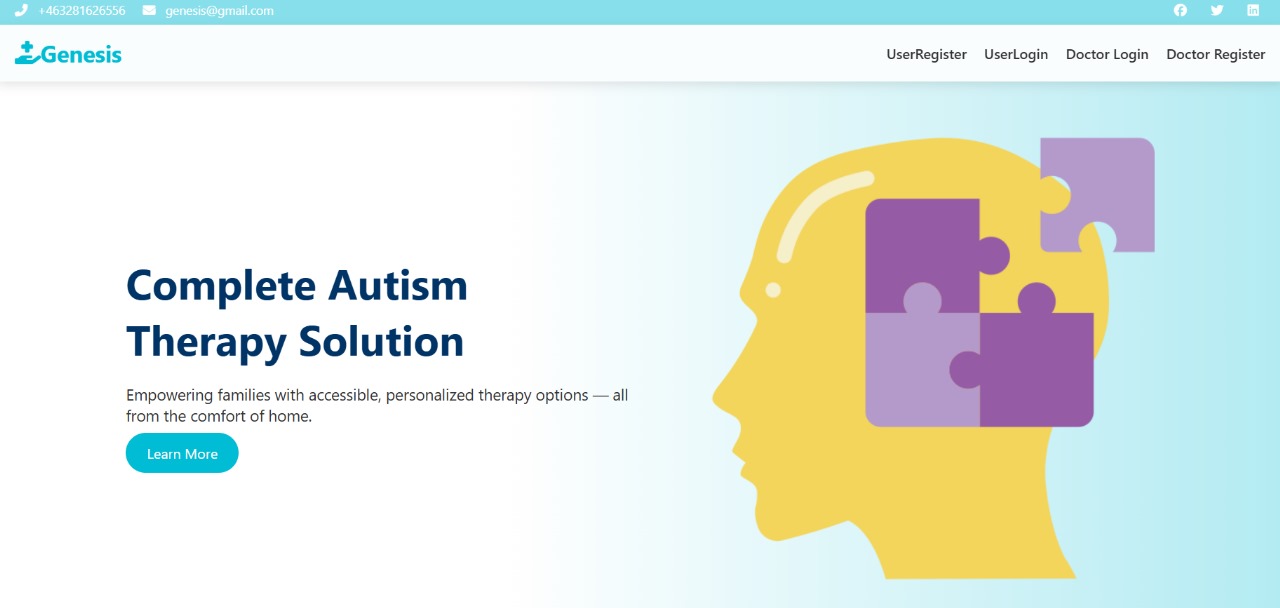 +463281626556 genesis@gmail.com
Genesis
UserRegister UserLogin Doctor Login Doctor Register
Complete Autism
Therapy Solution
Empowering families with accessible, personalized therapy options — all
from the comfort of home.
Learn More